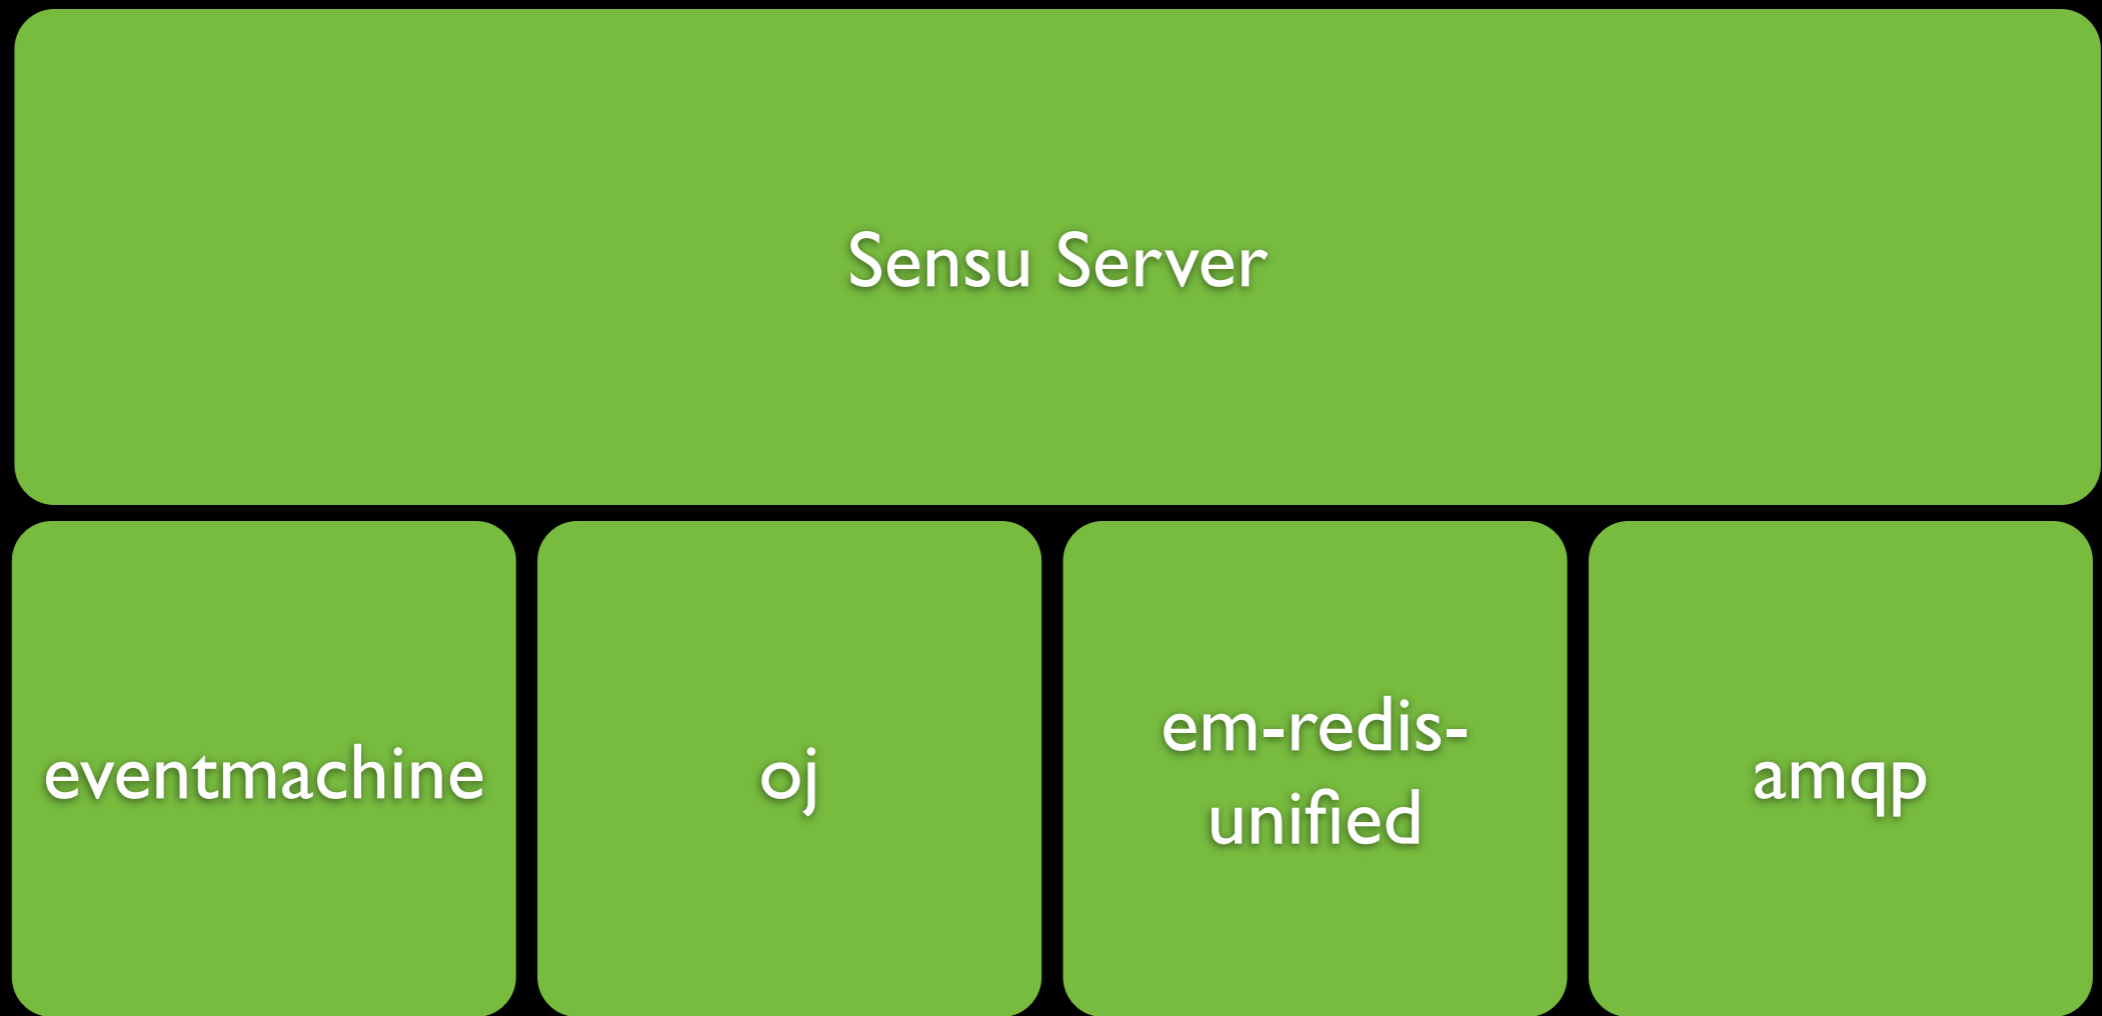 Sensu Server
eventmachine
oj
em-redis-
unified
amqp